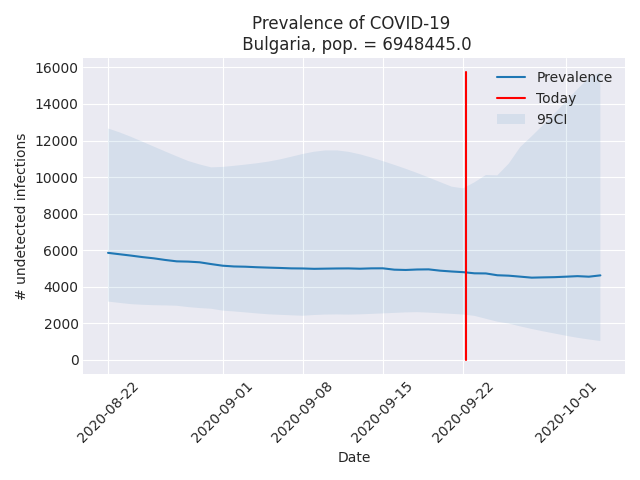 Prevalence of COVID-19
Bulgaria, pop. = 6948445.0
Prevalence
Today
95CI
# undetected infections
16000
14000
12000
10000
8000
6000
4000
2000
0
2020-08-22
2020-09-01
2020-09-08
2020-09-15
2020-09-22
2020-10-01
Date